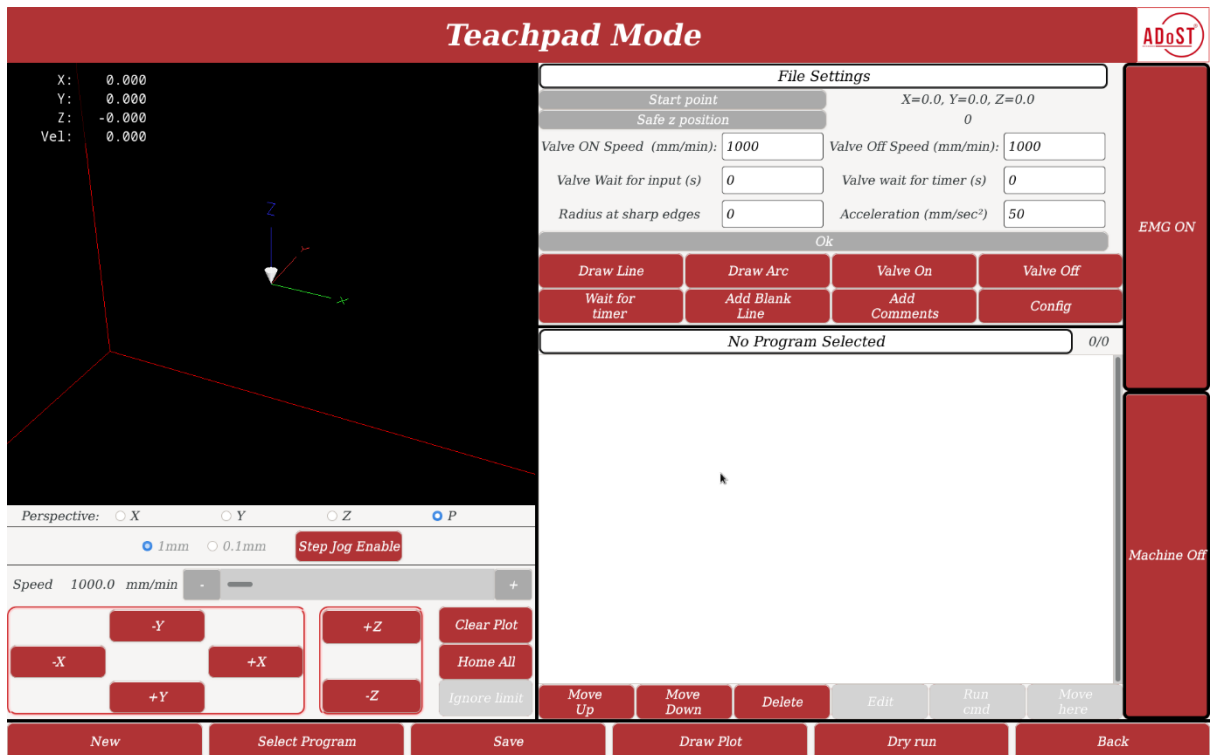 Teachpad Mode
ADOST
X: 0.000
Y: 0.000
Z: -0.000
Vel: 0.000
Z
Y
X
File Settings
Start point X=0.0, Y=0.0, Z=0.0
Safe z position 0
Valve ON Speed (mm/min): 1000 Valve Off Speed (mm/min): 1000
Valve Wait for input (s) 0 Valve wait for timer (s) 0
Radius at sharp edges 0 Acceleration (mm/sec²) 50
Ok
Draw Line Draw Arc Valve On Valve Off
Wait for timer Add Blank Line Add Comments Config
EMG ON
No Program Selected 0/0
Machine Off
Perspective: X Y Z P
1mm 0.1mm Step Jog Enable
Speed 1000.0 mm/min - +
-Y +Z Clear Plot
-X +X Home All
+Y -Z Ignore limit
Move Up Move Down Delete Edit Run cmd Move here
New Select Program Save Draw Plot Dry run Back